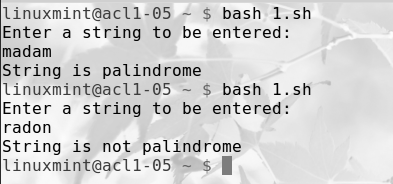 linuxmint@acl1-05 ~ $ bash 1.sh
Enter a string to be entered:
madam
String is palindrome
linuxmint@acl1-05 ~ $ bash 1.sh
Enter a string to be entered:
radon
String is not palindrome
linuxmint@acl1-05 ~ $